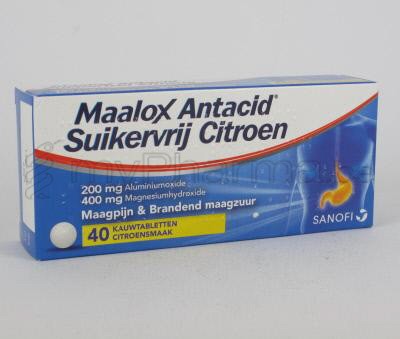 Maalox Antacid®
Suikervrij Citroen
200 mg Aluminiumoxide
400 mg Magnesiumhydroxide
Maagpijn & Brandend maagzuur
40 KAUWTABLETTEN
CITROENSMAAK
SANOFI